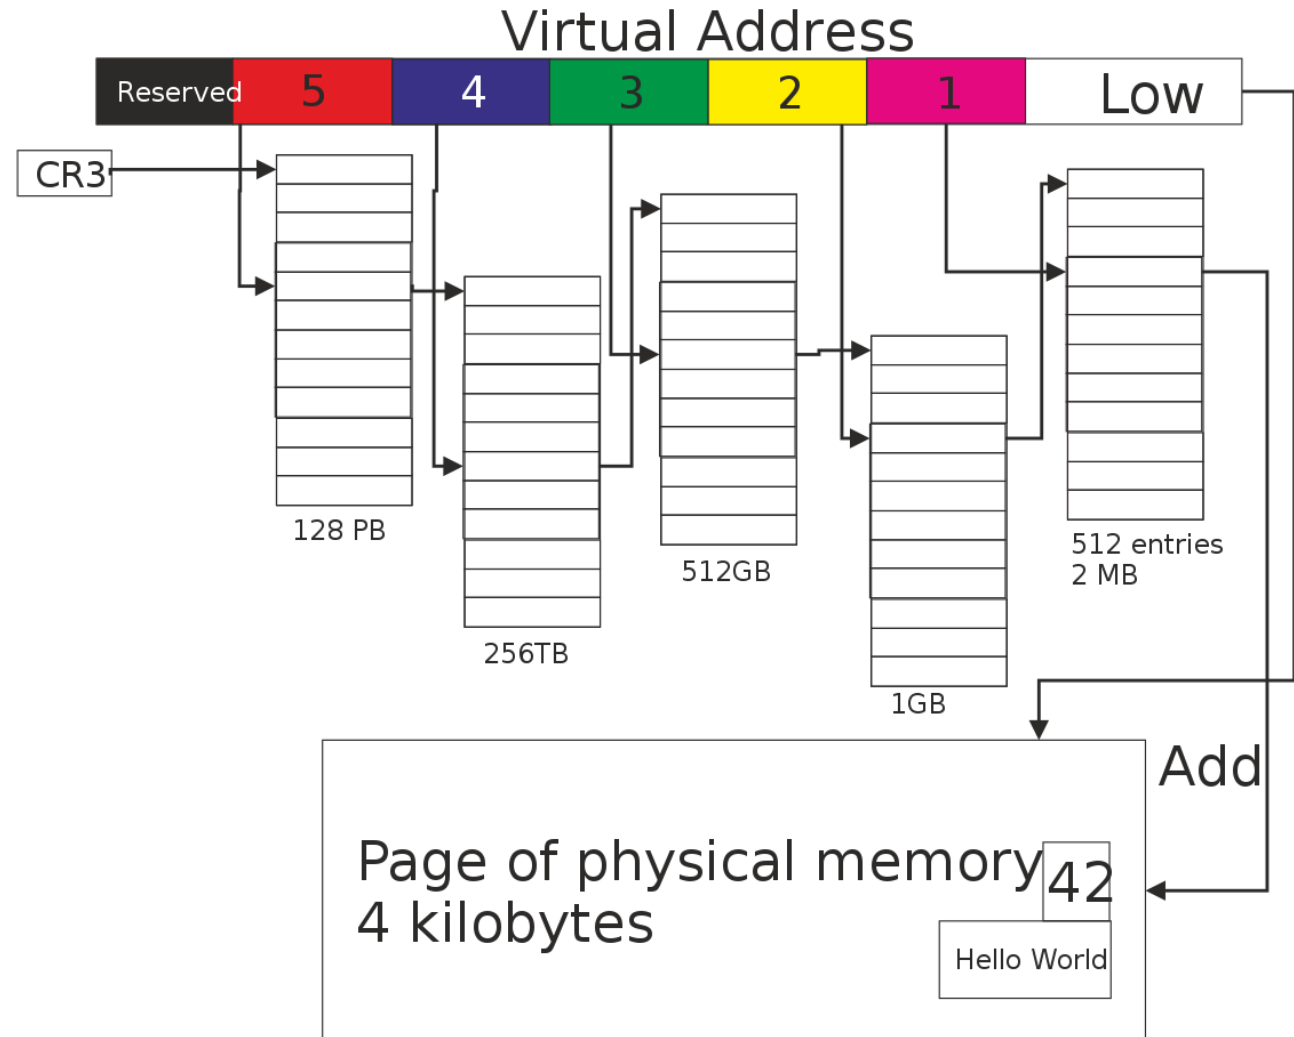 Virtual Address
Reserved 5 4 3 2 1 Low
CR3
128 PB
256TB
512GB
1GB
512 entries
2 MB
Add
Page of physical memory
4 kilobytes
42
Hello World